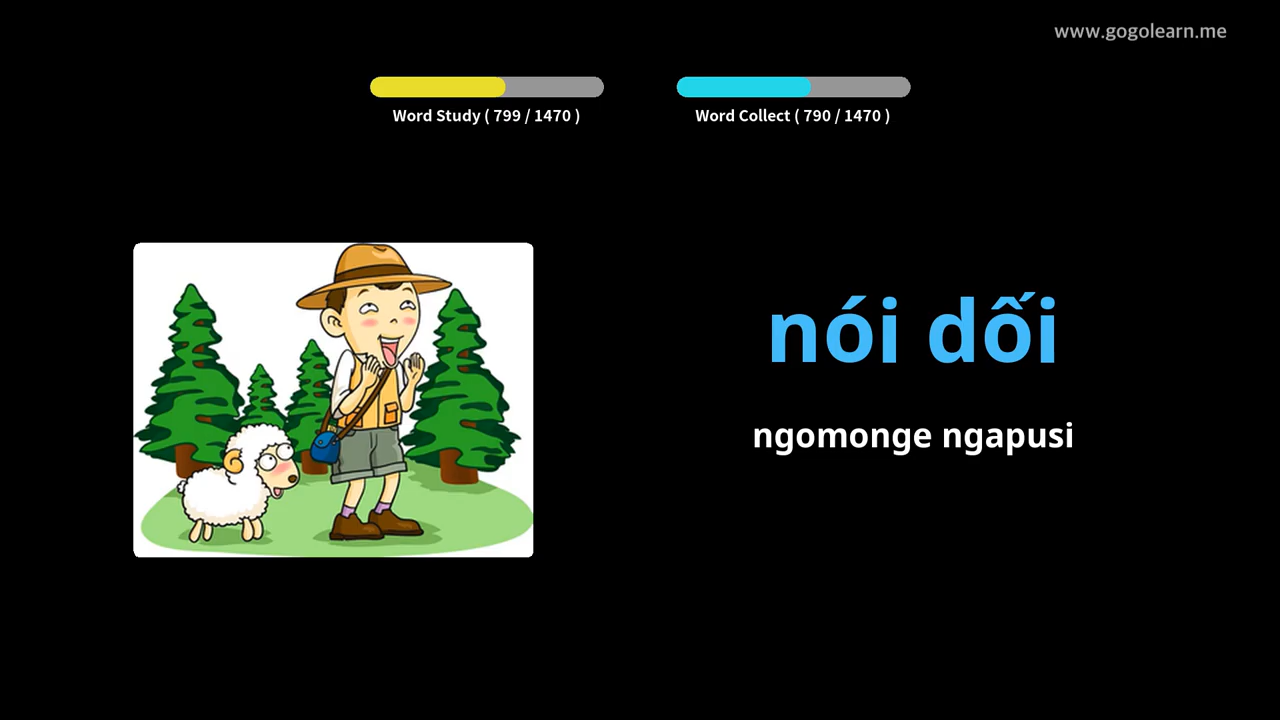 www.gogolearn.me
Word Study ( 799 / 1470 )
Word Collect ( 790 / 1470 )
nói dối
ngomonge ngapusi